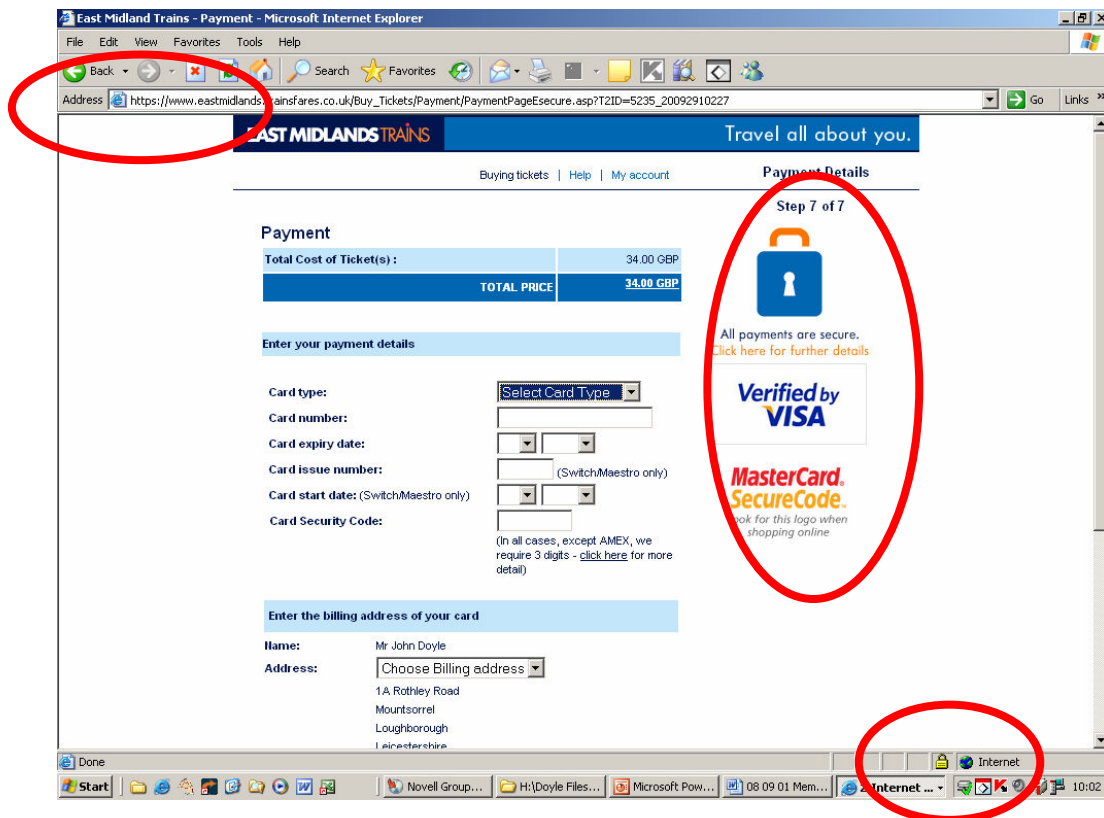 East Midland Trains - Payment - Microsoft Internet Explorer
File Edit View Favorites Tools Help
Back Search Favorites
Address https://www.eastmidlandstrainsfares.co.uk/Buy_Tickets/Payment/PaymentPageEsecure.asp?T2ID=5235_20092910227 Go Links »
EAST MIDLANDS TRAINS Travel all about you.
Buying tickets | Help | My account Payment Details
Step 7 of 7
Payment
Total Cost of Ticket(s) : 34.00 GBP
TOTAL PRICE 34.00 GBP
All payments are secure.
Click here for further details
Enter your payment details
Verified by
VISA
Card type: Select Card Type
Card number:
Card expiry date:
Card issue number: (Switch/Maestro only)
Card start date: (Switch/Maestro only)
Card Security Code:
(In all cases, except AMEX, we
require 3 digits - click here for more
detail)
MasterCard.
SecureCode.
look for this logo when
shopping online
Enter the billing address of your card
Name: Mr John Doyle
Address: Choose Billing address
1A Rothley Road
Mountsorrel
Loughborough
Leicestershire
Done Internet
Start Novell Group... H:\Doyle Files... Microsoft Pow... 08 09 01 Mem... 2 Internet ... 10:02